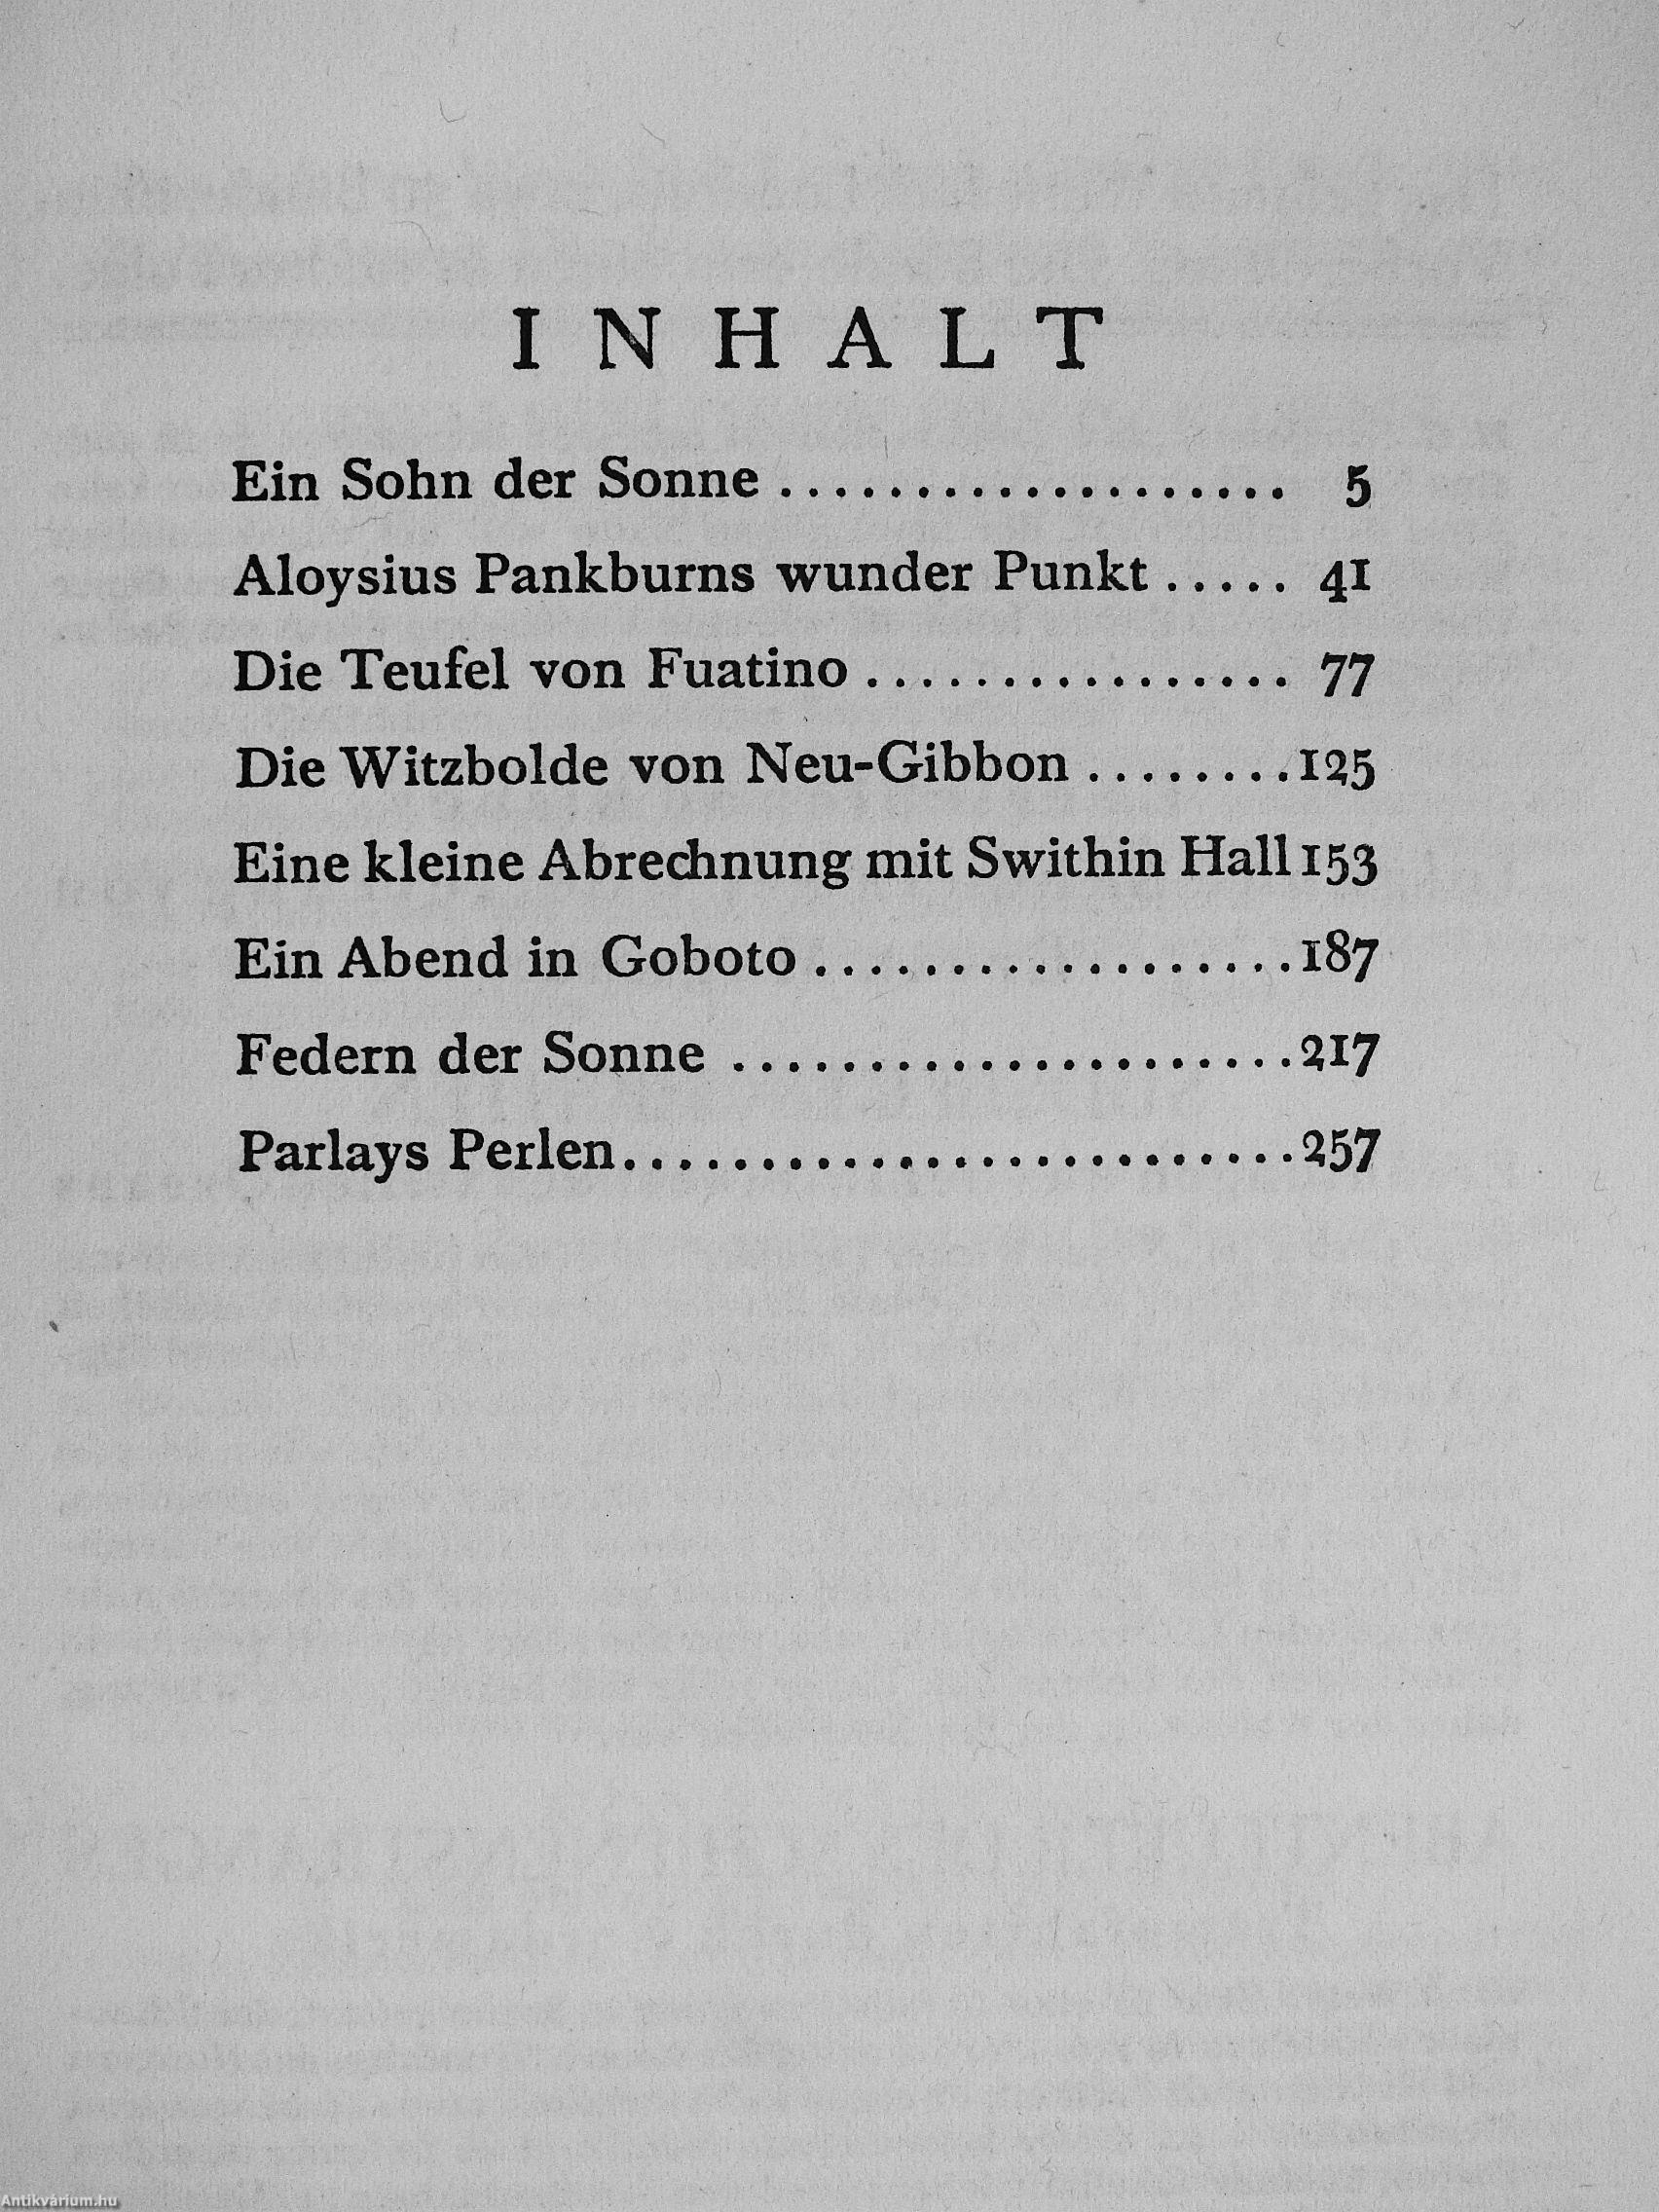 INHALT
Ein Sohn der Sonne ................... 5
Aloysius Pankburns wunder Punkt ..... 41
Die Teufel von Fuatino ................ 77
Die Witzbolde von Neu-Gibbon ........125
Eine kleine Abrechnung mit Swithin Hall 153
Ein Abend in Goboto ..................187
Federn der Sonne .....................217
Parlays Perlen.........................257
Antikvárium.hu